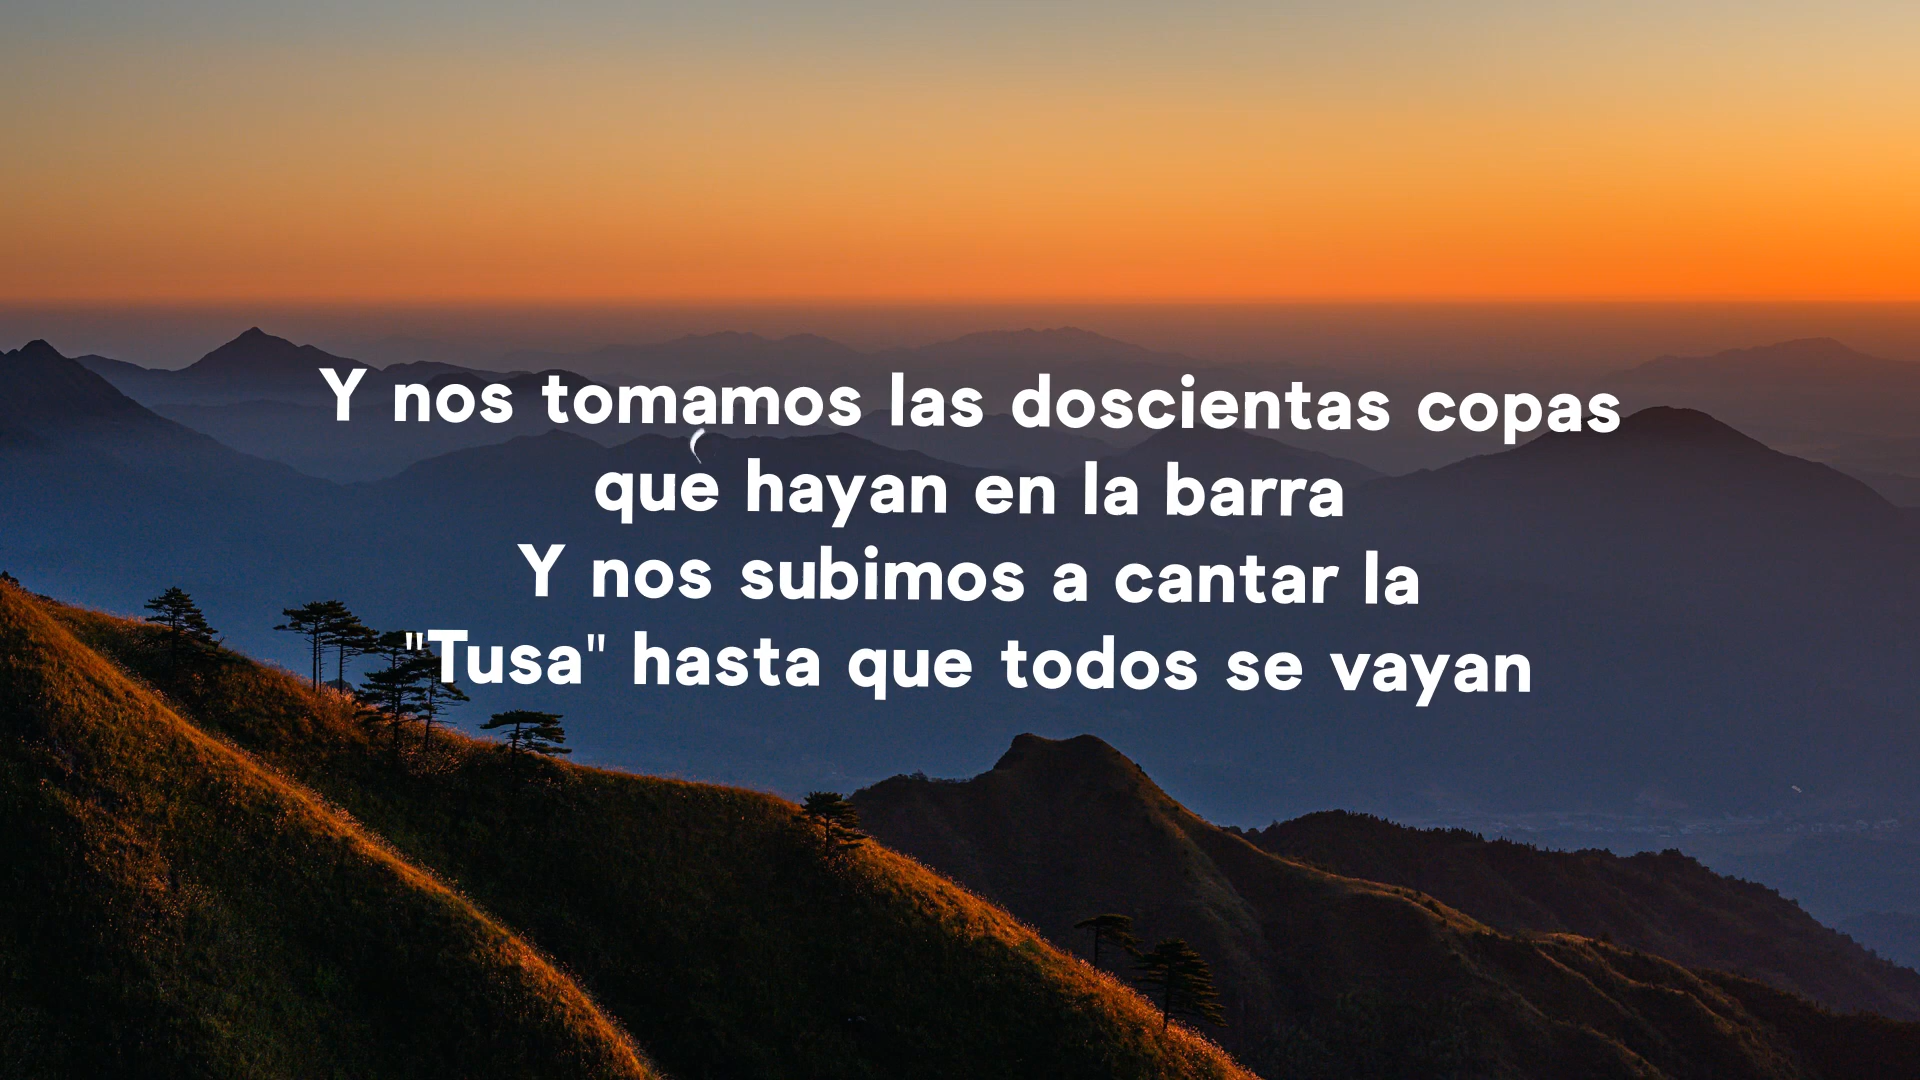 Y nos tomamos las doscientas copas
que hayan en la barra
Y nos subimos a cantar la
"Tusa" hasta que todos se vayan